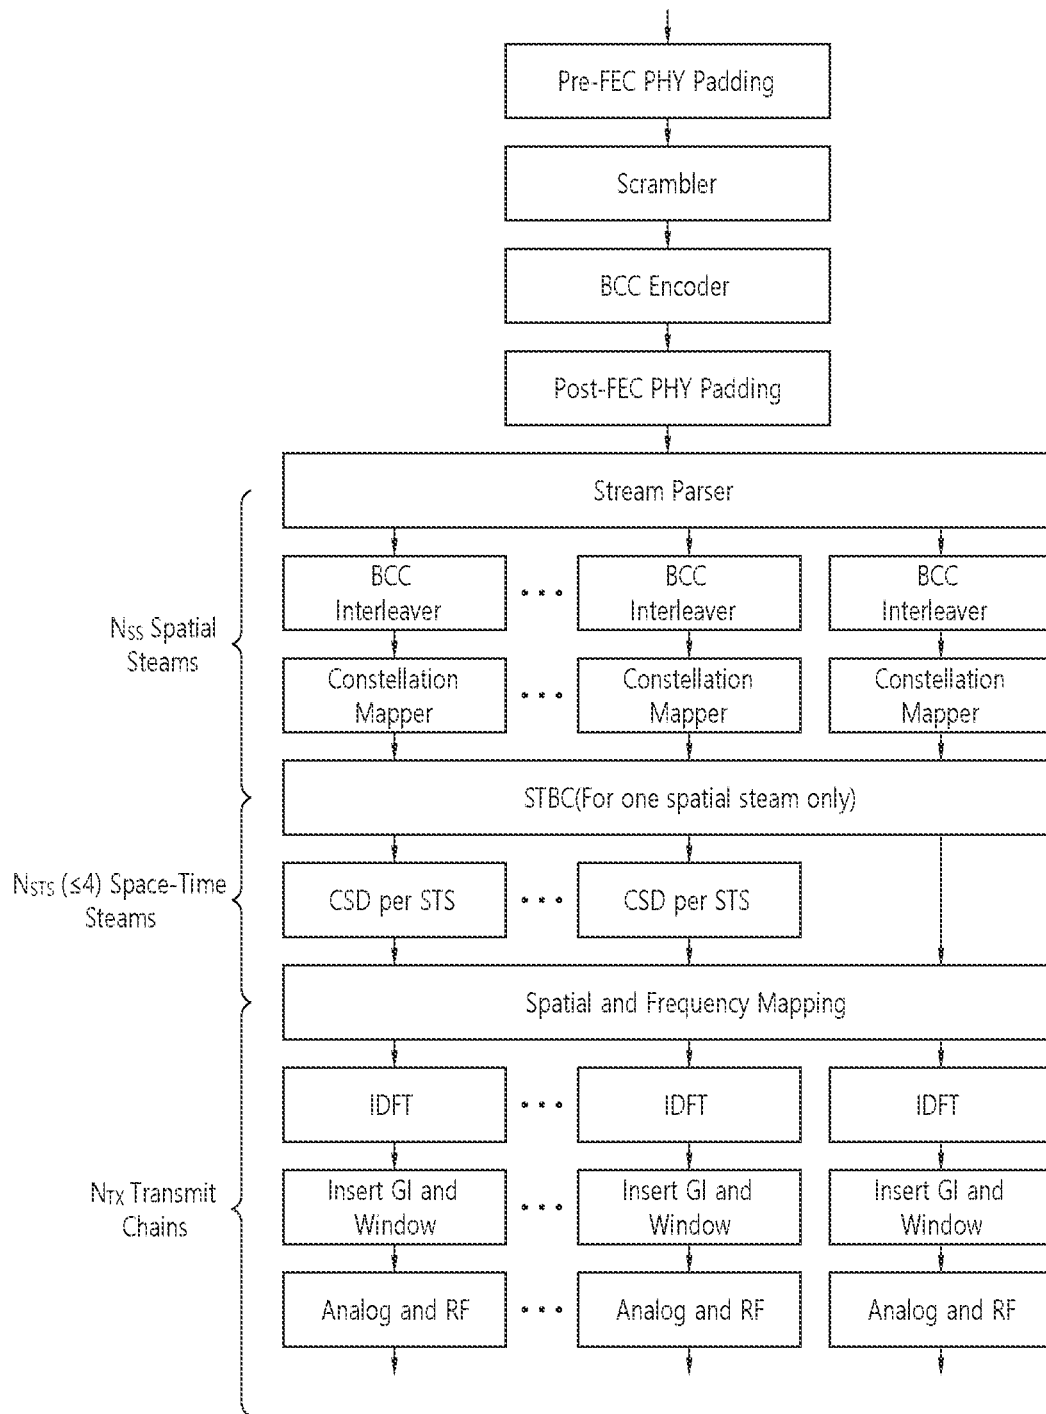 Pre-FEC PHY Padding
Scrambler
BCC Encoder
Post-FEC PHY Padding
Stream Parser
BCC
Interleaver
BCC
Interleaver
BCC
Interleaver
NSS Spatial
Steams
Constellation
Mapper
Constellation
Mapper
Constellation
Mapper
STBC(For one spatial steam only)
NSTS (≤4) Space-Time
Steams
CSD per STS
CSD per STS
Spatial and Frequency Mapping
IDFT
IDFT
IDFT
NTX Transmit
Chains
Insert GI and
Window
Insert GI and
Window
Insert GI and
Window
Analog and RF
Analog and RF
Analog and RF